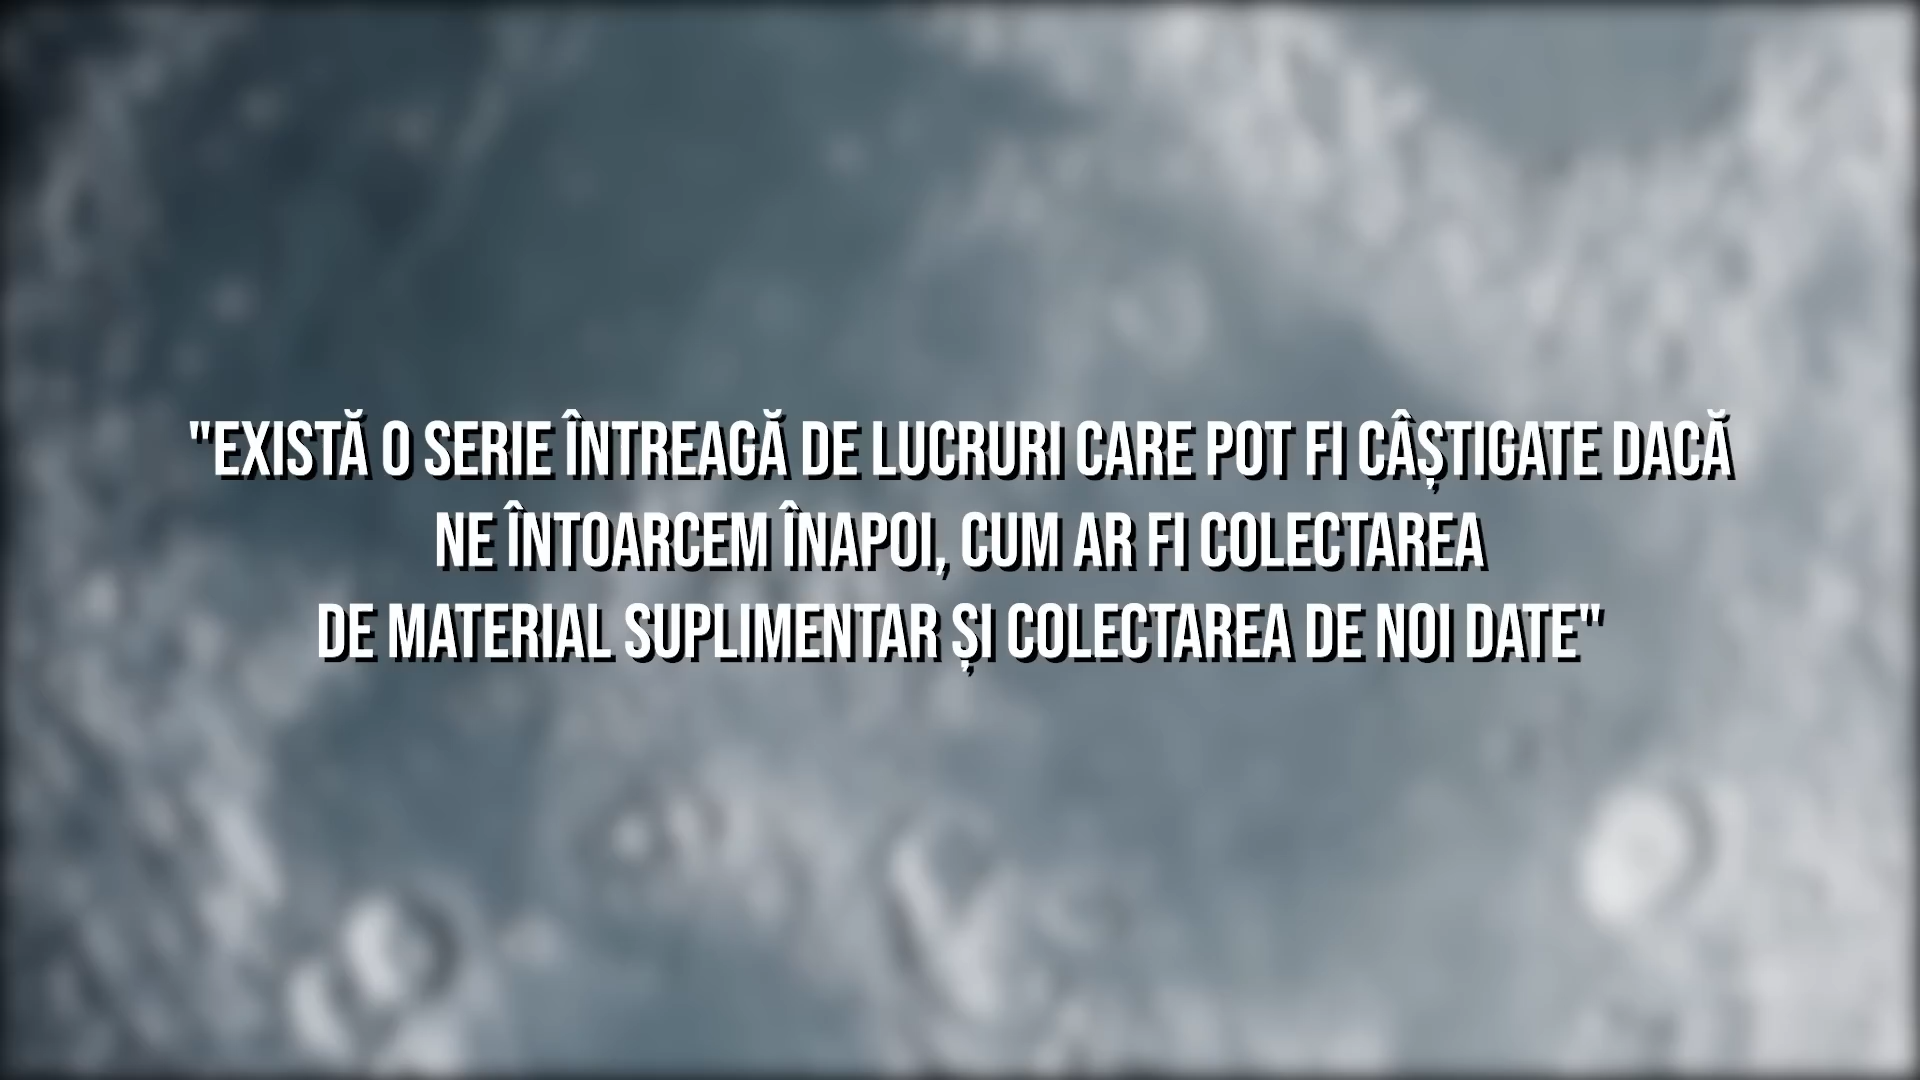 "EXISTĂ O SERIE ÎNTREAGĂ DE LUCRURI CARE POT FI CÂȘTIGATE DACĂ
NE ÎNTOARCEM ÎNAPOI, CUM AR FI COLECTAREA
DE MATERIAL SUPLIMENTAR ȘI COLECTAREA DE NOI DATE"